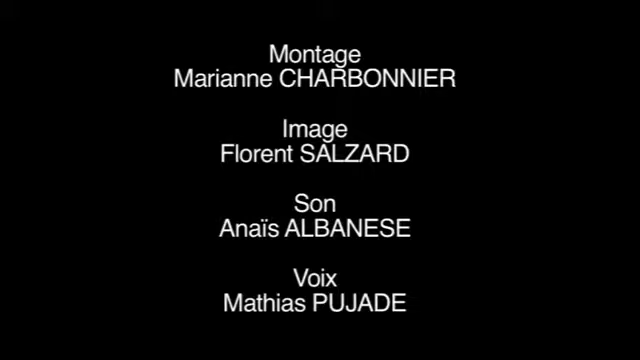 Montage
Marianne CHARBONNIER
Image
Florent SALZARD
Son
Anaïs ALBANESE
Voix
Mathias PUJADE